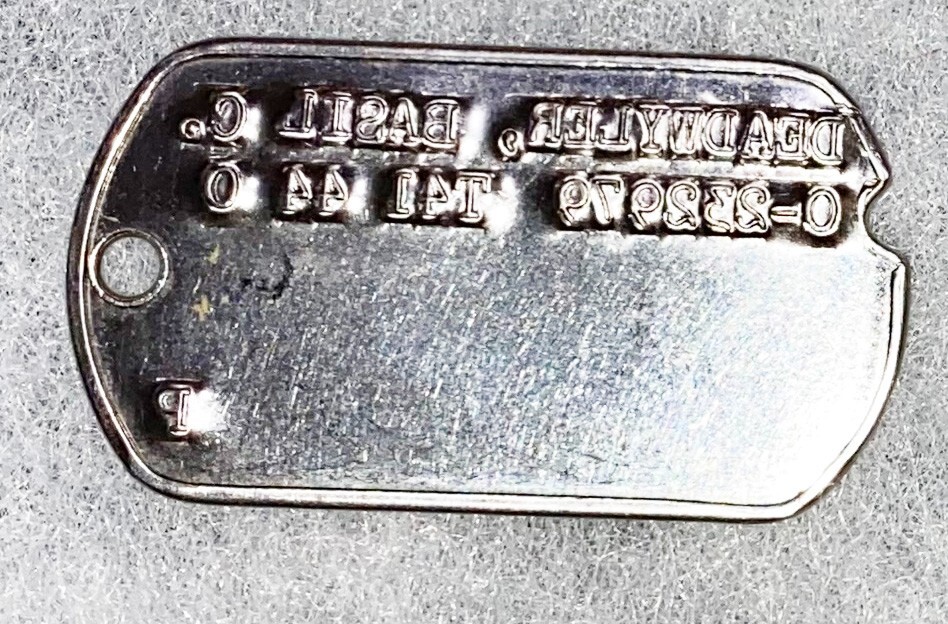 DEADWYLER, BASIL C.
O-232979 T41 44 O
P